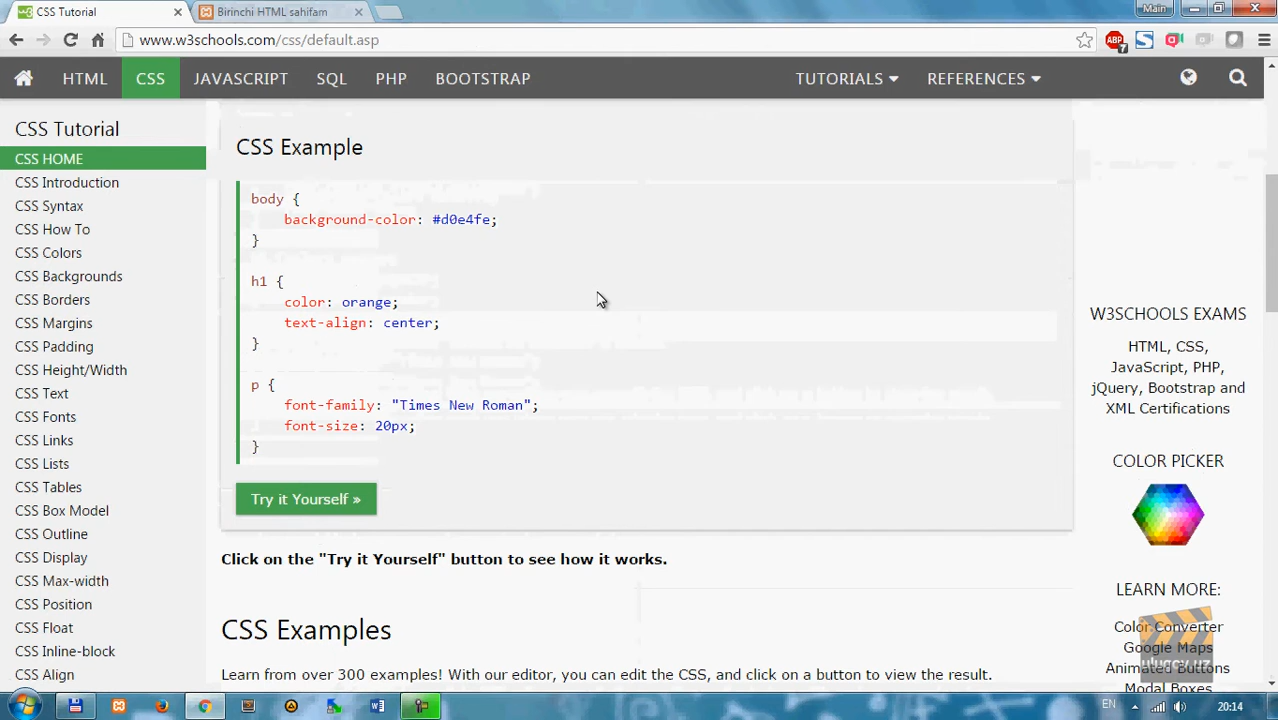 CSS Tutorial
Birinchi HTML sahifam
Main
www.w3schools.com/css/default.asp
ABP
7
HTML
CSS
JAVASCRIPT
SQL
PHP
BOOTSTRAP
TUTORIALS
REFERENCES
CSS Tutorial
CSS HOME
CSS Introduction
CSS Syntax
CSS How To
CSS Colors
CSS Backgrounds
CSS Borders
CSS Margins
CSS Padding
CSS Height/Width
CSS Text
CSS Fonts
CSS Links
CSS Lists
CSS Tables
CSS Box Model
CSS Outline
CSS Display
CSS Max-width
CSS Position
CSS Float
CSS Inline-block
CSS Align
CSS Example
body {
background-color: #d0e4fe;
}
h1 {
color: orange;
text-align: center;
}
p {
font-family: "Times New Roman";
font-size: 20px;
}
Try it Yourself »
Click on the "Try it Yourself" button to see how it works.
CSS Examples
Learn from over 300 examples! With our editor, you can edit the CSS, and click on a button to view the result.
W3SCHOOLS EXAMS
HTML, CSS,
JavaScript, PHP,
jQuery, Bootstrap and
XML Certifications
COLOR PICKER
LEARN MORE:
Color Converter
Google Maps
Animated Buttons
Modal Boxes
EN
20:14